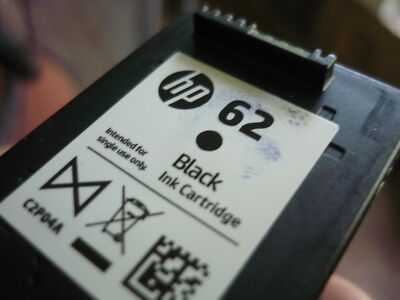 hp 62
Intended for
single use only.
Black
Ink Cartridge
C2P04A